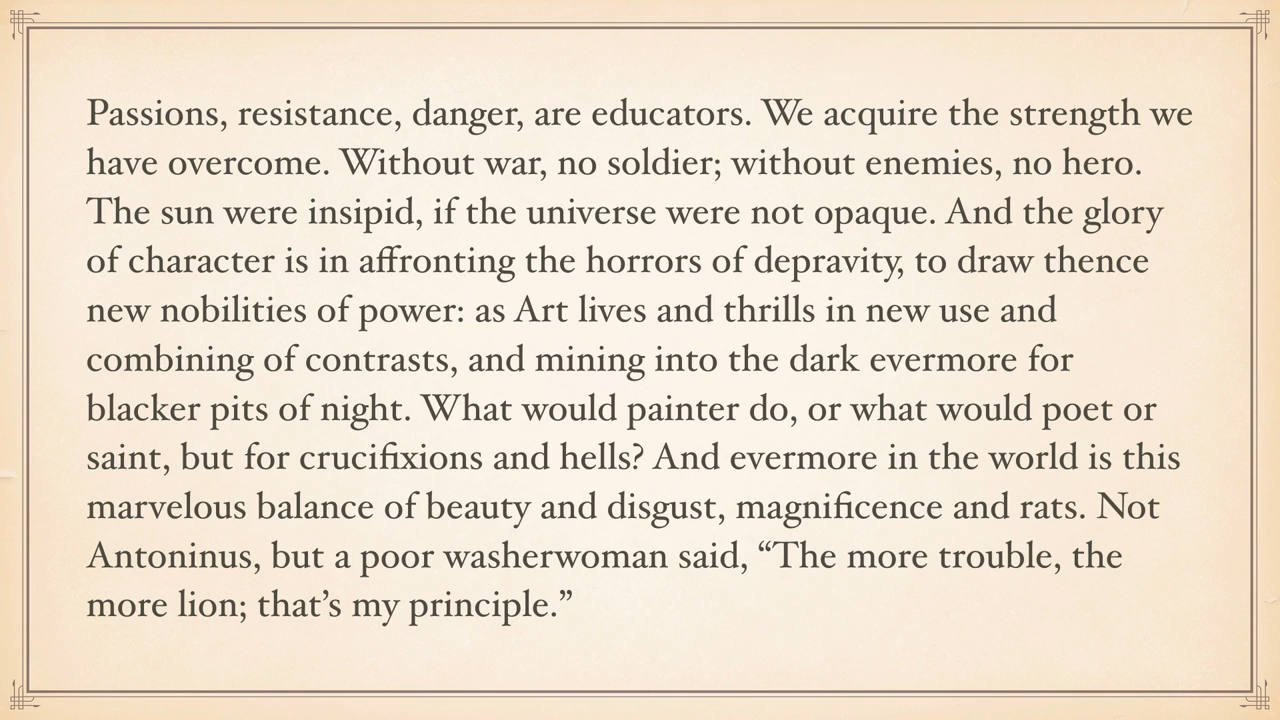 Passions, resistance, danger, are educators. We acquire the strength we
have overcome. Without war, no soldier; without enemies, no hero.
The sun were insipid, if the universe were not opaque. And the glory
of character is in affronting the horrors of depravity, to draw thence
new nobilities of power: as Art lives and thrills in new use and
combining of contrasts, and mining into the dark evermore for
blacker pits of night. What would painter do, or what would poet or
saint, but for crucifixions and hells? And evermore in the world is this
marvelous balance of beauty and disgust, magnificence and rats. Not
Antoninus, but a poor washerwoman said, “The more trouble, the
more lion; that’s my principle.”